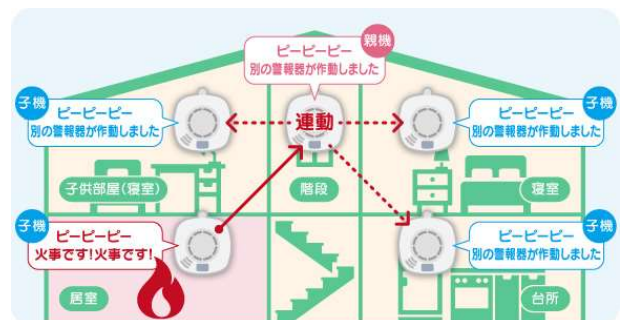 親機
ピーピーピー
別の警報器が作動しました
子機
ピーピーピー
別の警報器が作動しました
連動
子機
ピーピーピー
別の警報器が作動しました
子供部屋(寝室)
階段
寝室
子機
ピーピーピー
火事です!火事です!
子機
ピーピーピー
別の警報器が作動しました
居室
台所